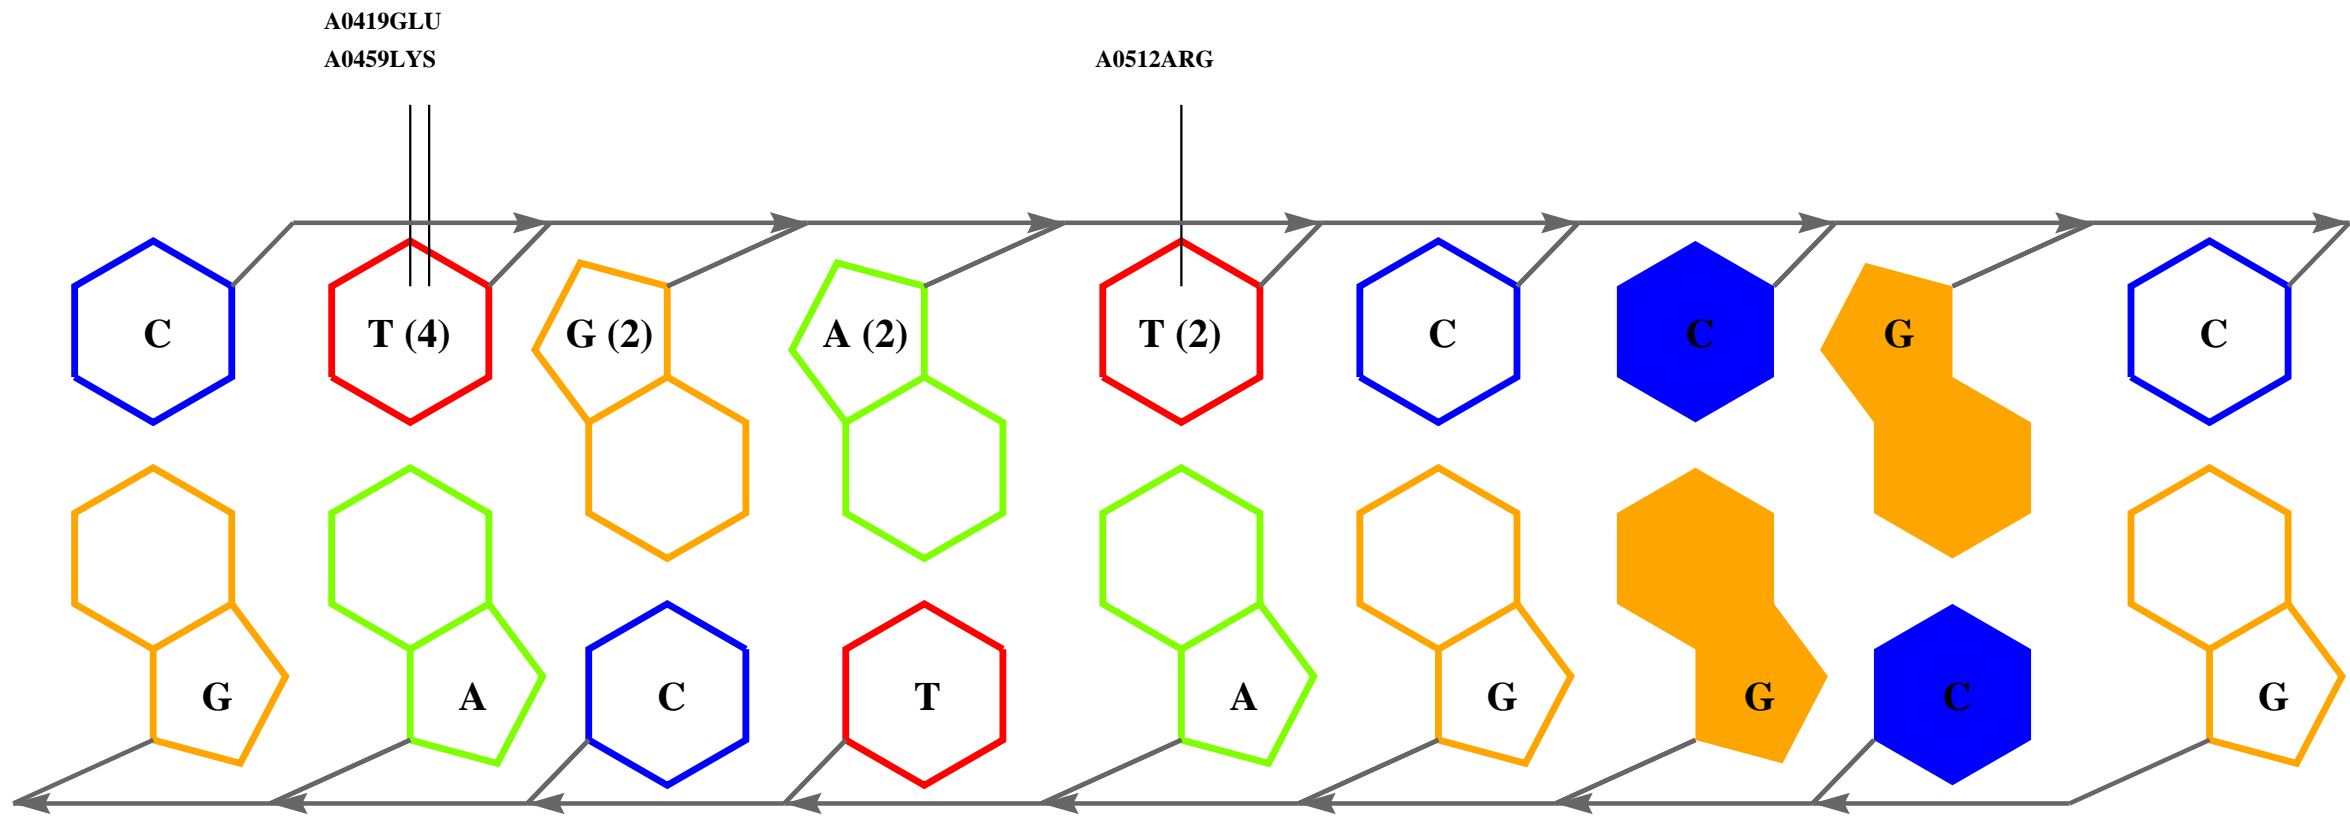 A0419GLU
A0459LYS A0512ARG
C T (4) G (2) A (2) T (2) C C G C
G A C T A G G C G